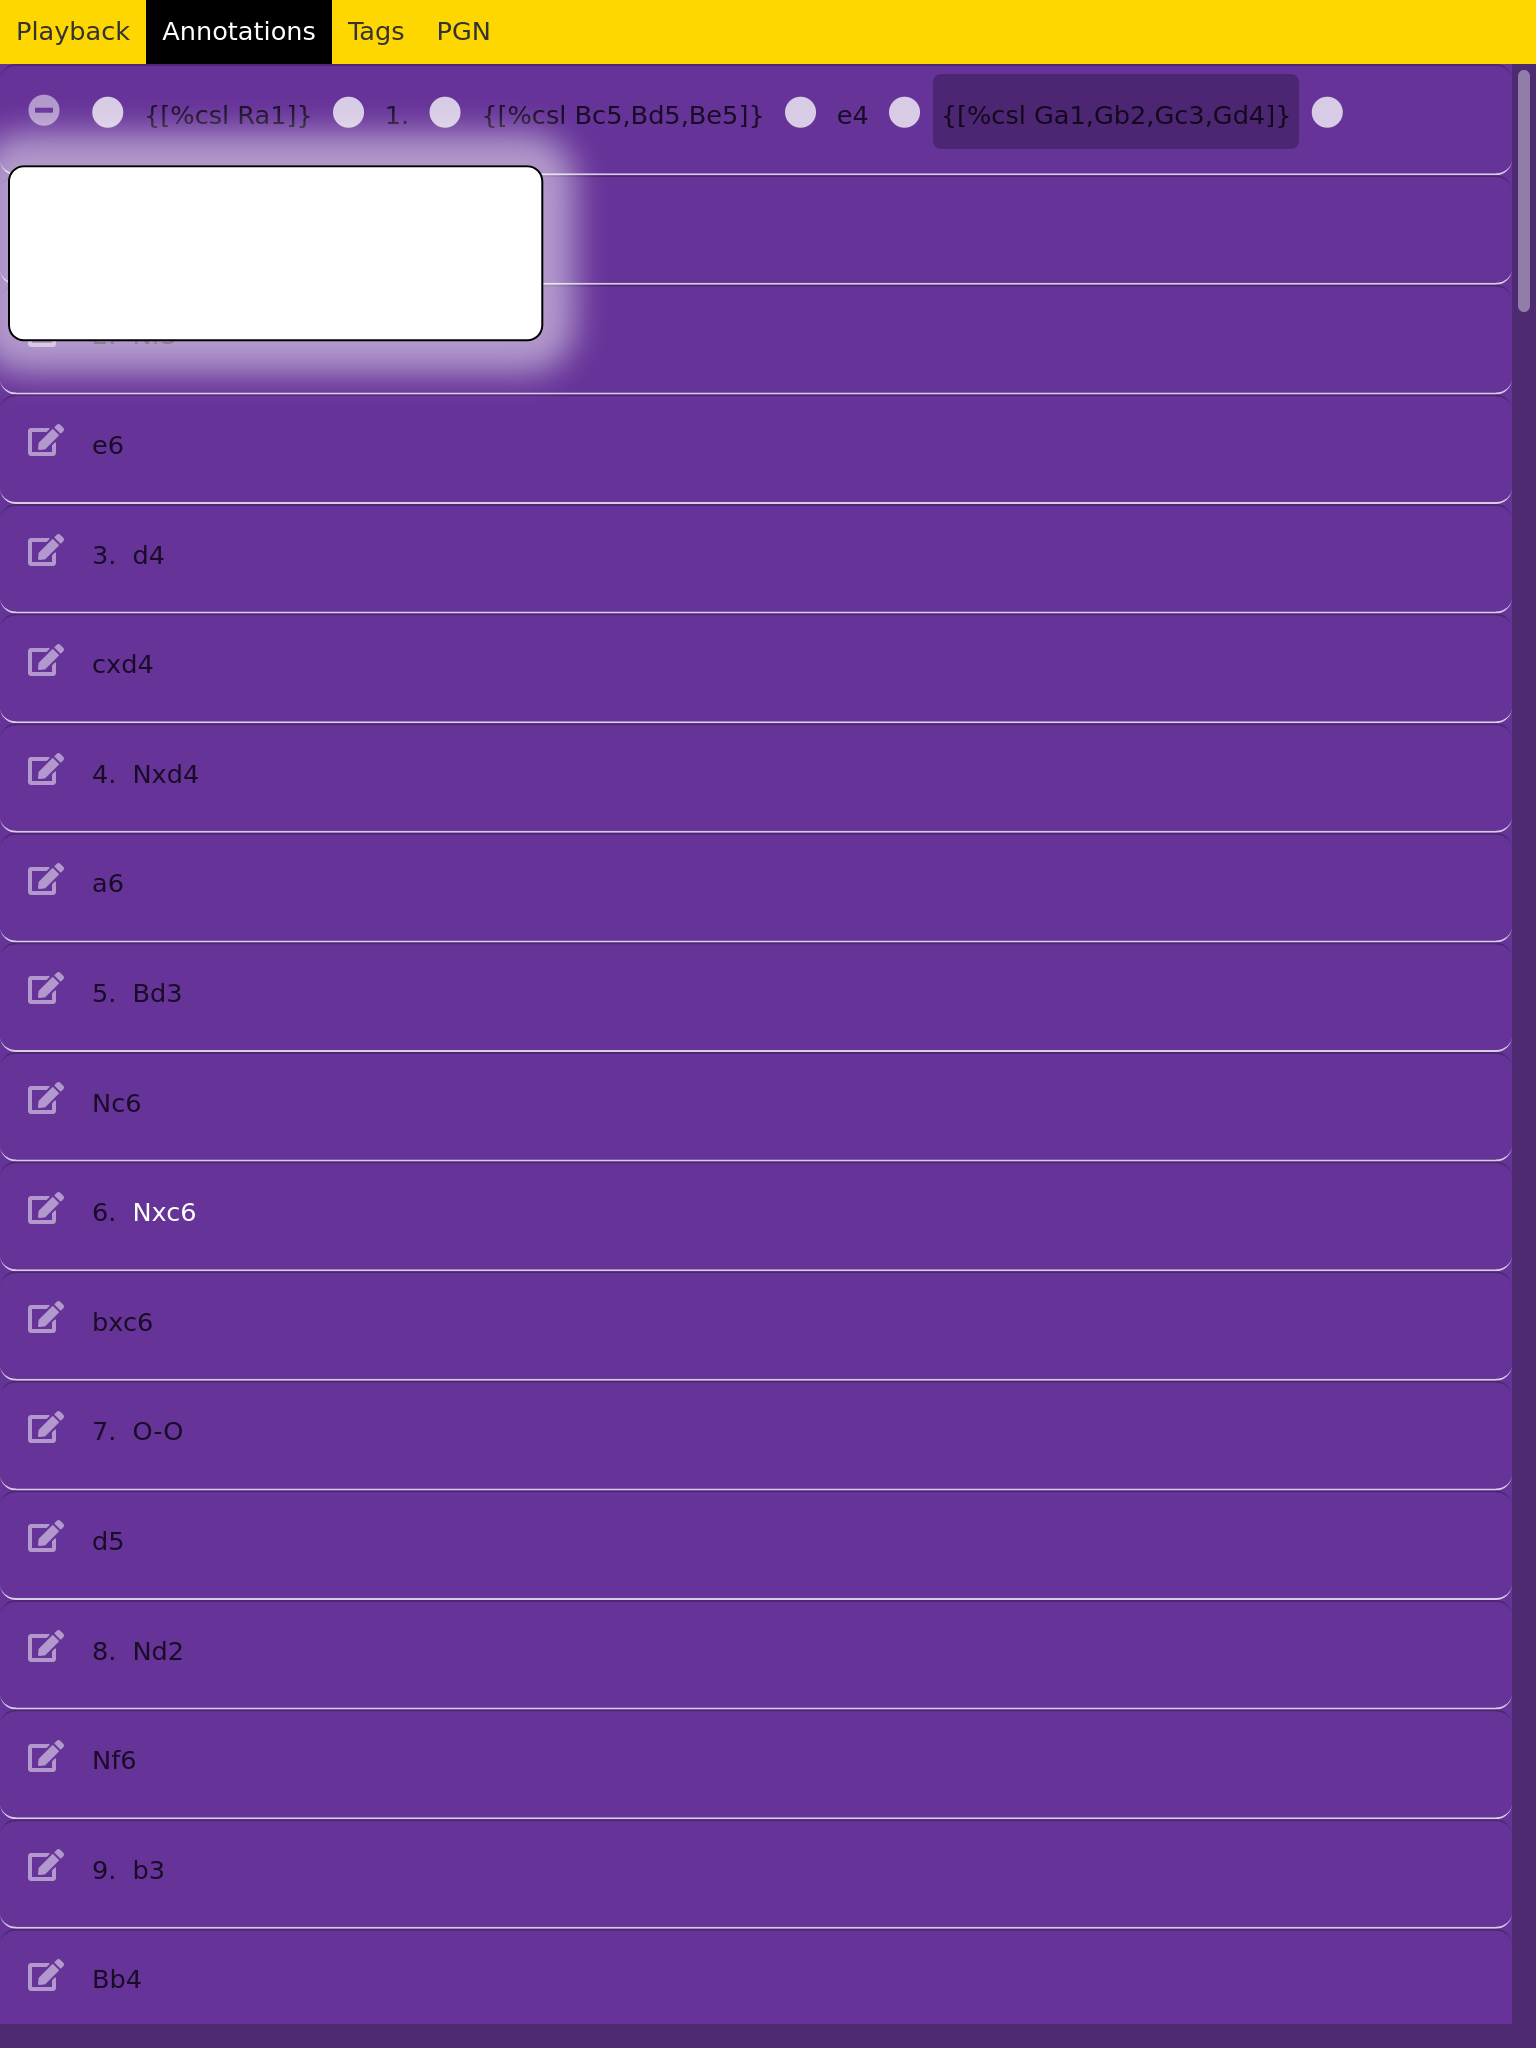 Playback Annotations Tags PGN
{[%csl Ra1]} 1. {[%csl Bc5,Bd5,Be5]} e4 {[%csl Ga1,Gb2,Gc3,Gd4]}
e6
3. d4
cxd4
4. Nxd4
a6
5. Bd3
Nc6
6. Nxc6
bxc6
7. O-O
d5
8. Nd2
Nf6
9. b3
Bb4